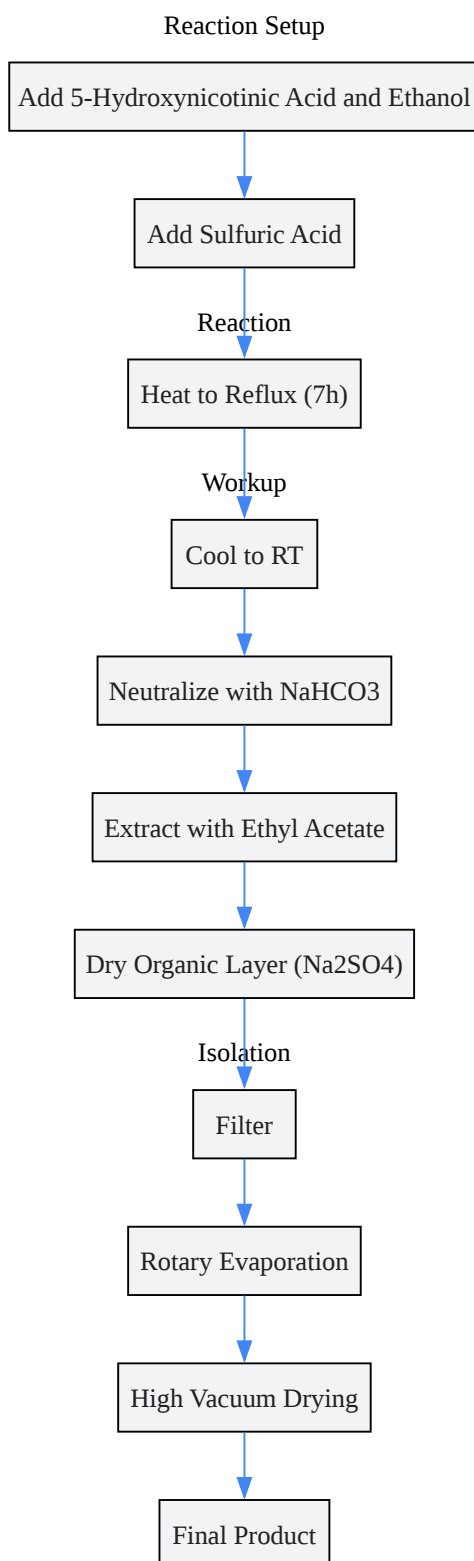 Reaction Setup
Add 5-Hydroxynicotinic Acid and Ethanol
Add Sulfuric Acid
Reaction
Heat to Reflux (7h)
Workup
Cool to RT
Neutralize with NaHCO3
Extract with Ethyl Acetate
Dry Organic Layer (Na2SO4)
Isolation
Filter
Rotary Evaporation
High Vacuum Drying
Final Product